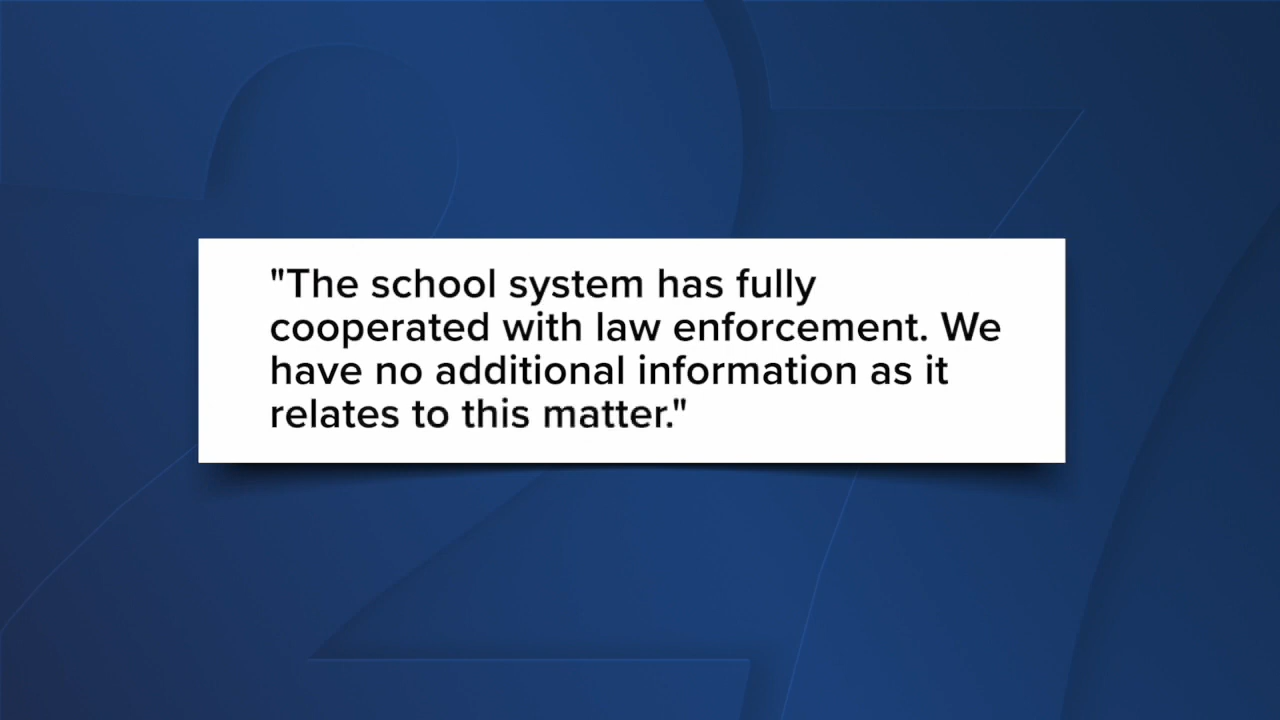 "The school system has fully
cooperated with law enforcement. We
have no additional information as it
relates to this matter."